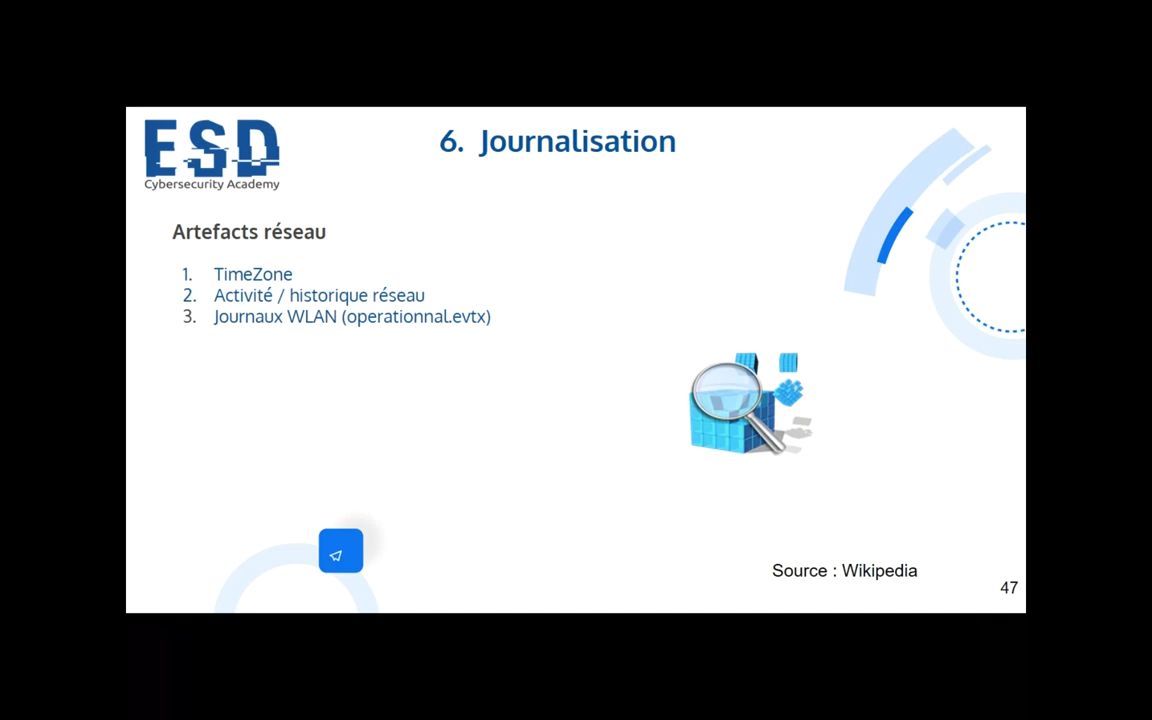 ESD
Cybersecurity Academy
6. Journalisation
Artefacts réseau
1. TimeZone
2. Activité / historique réseau
3. Journaux WLAN (operationnal.evtx)
Source : Wikipedia
47